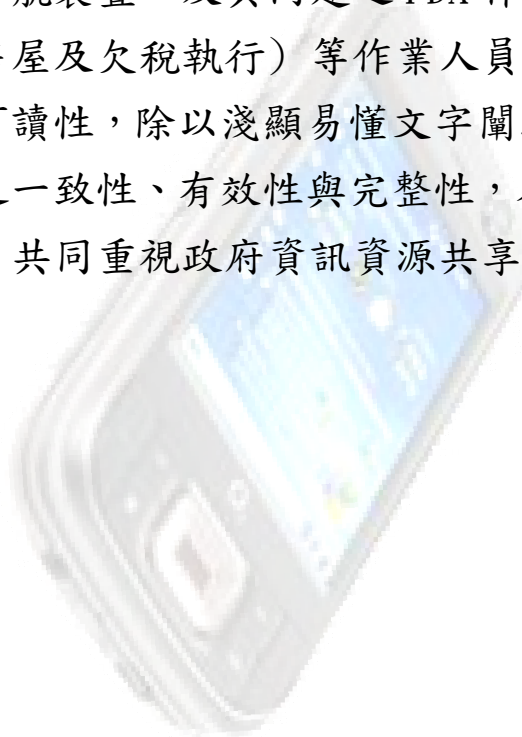 屋及欠稅執行）等作業人員
可讀性，除以淺顯易懂文字闡
一致性、有效性與完整性，
共同重視政府資訊資源共享